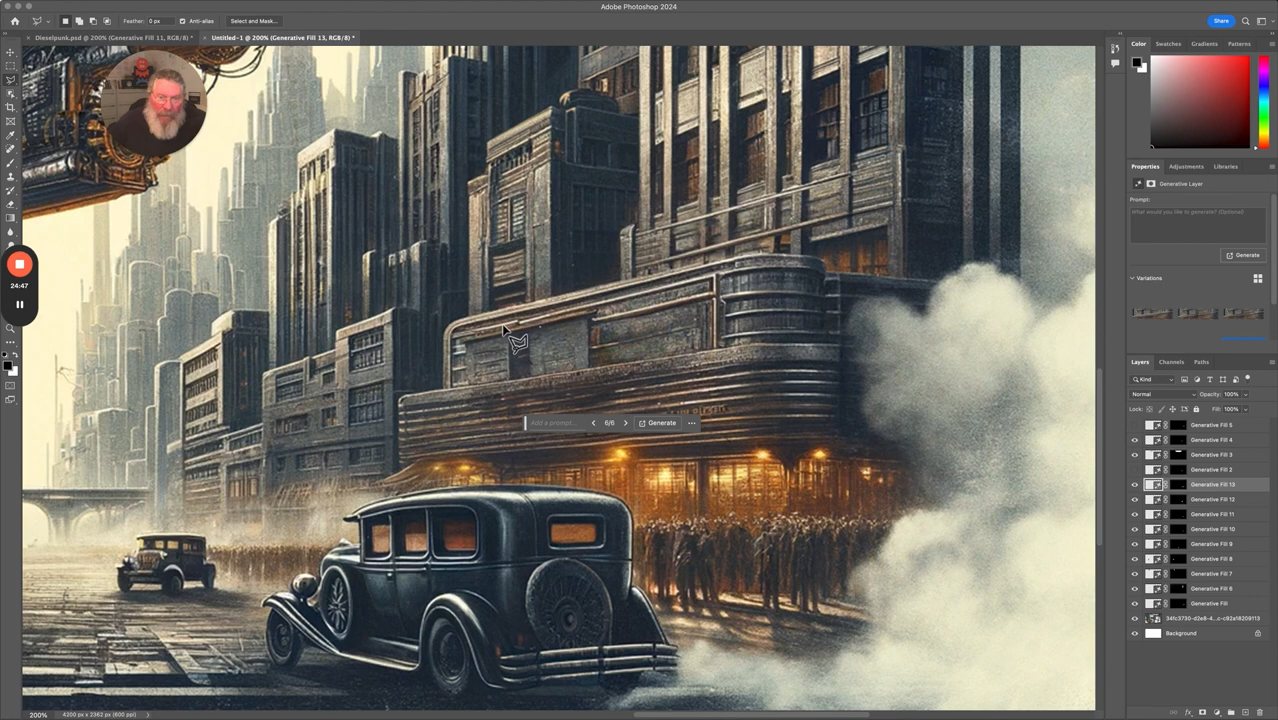 Adobe Photoshop 2024
Feather: 0 px
Anti-alias
Select and Mask...
Share
Dieselpunk.psd @ 200% (Generative Fill 11, RGB/8) *
Untitled-1 @ 200% (Generative Fill 13, RGB/8) *
Color
Swatches
Gradients
Patterns
Properties
Adjustments
Libraries
Generative Layer
Prompt:
What would you like to generate? (Optional)
Generate
Variations
24:47
Layers
Channels
Paths
Kind
Normal
Opacity: 100%
Lock:
Fill: 100%
Add a prompt...
6/6
Generate
Generative Fill 5
Generative Fill 4
Generative Fill 3
Generative Fill 2
Generative Fill 13
Generative Fill 12
Generative Fill 11
Generative Fill 10
Generative Fill 9
Generative Fill 8
Generative Fill 7
Generative Fill 6
Generative Fill
34fc3730-d2e8-4...c-c92a18209113
Background
200%
4200 px x 2362 px (600 ppi)